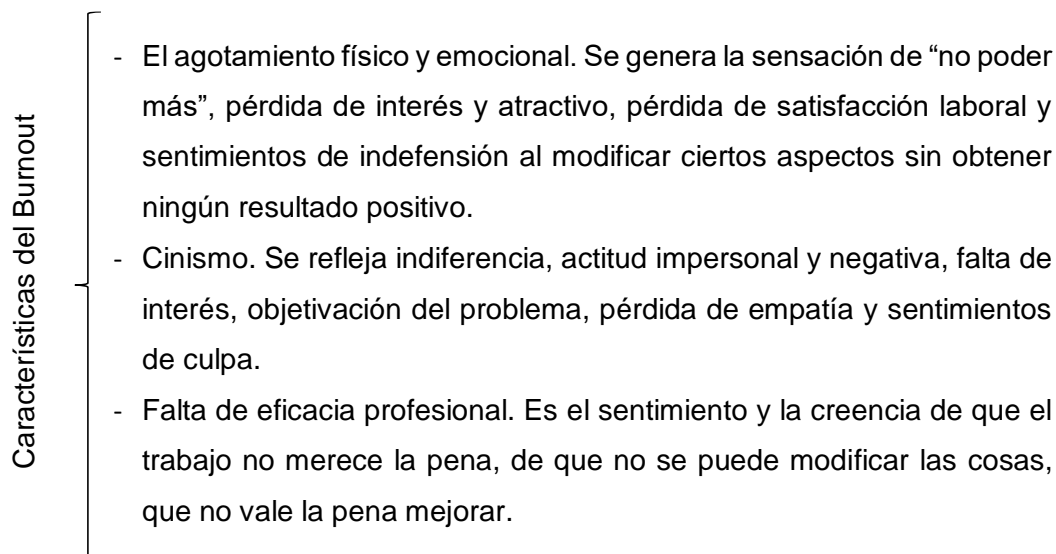 Características del Burnout
- El agotamiento físico y emocional. Se genera la sensación de “no poder
más”, pérdida de interés y atractivo, pérdida de satisfacción laboral y
sentimientos de indefensión al modificar ciertos aspectos sin obtener
ningún resultado positivo.
- Cinismo. Se refleja indiferencia, actitud impersonal y negativa, falta de
interés, objetivación del problema, pérdida de empatía y sentimientos
de culpa.
- Falta de eficacia profesional. Es el sentimiento y la creencia de que el
trabajo no merece la pena, de que no se puede modificar las cosas,
que no vale la pena mejorar.